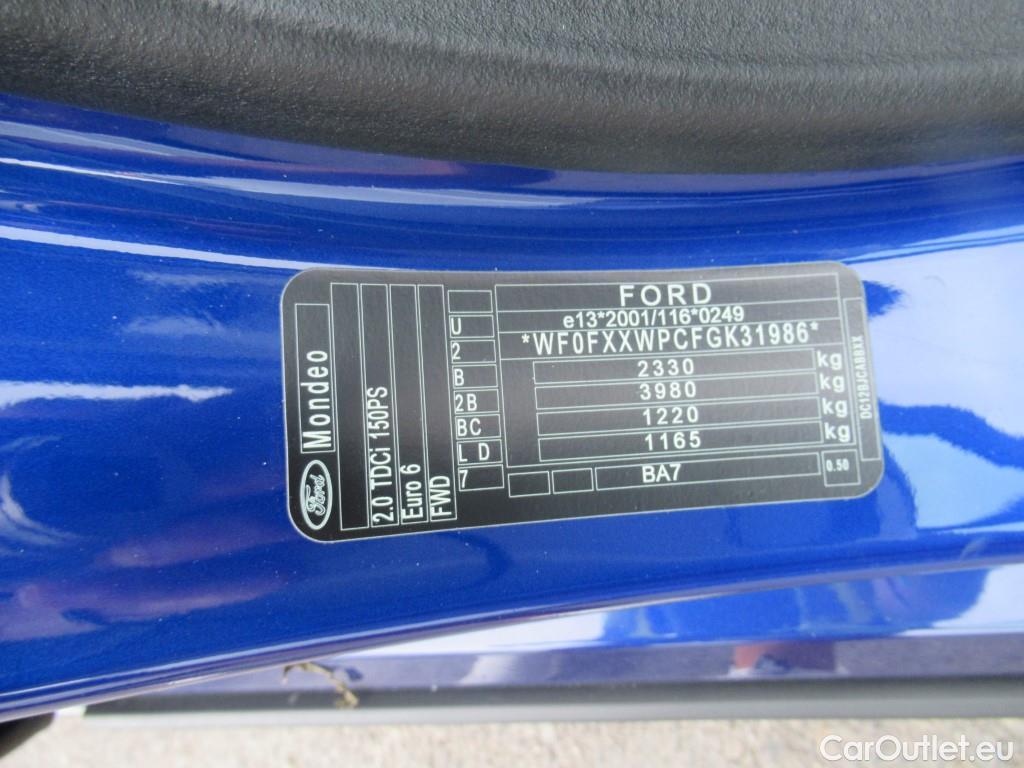 FORD
e13*2001/116*0249
*WF0FXXWPCFGK31986*
2330 kg
3980 kg
1220 kg
1165 kg
BA7
0.50
DC12BJCABBXX
U
2
B
2B
BC
L D
7
Ford Mondeo
2.0 TDCi 150PS
Euro 6
FWD
CarOutlet.eu